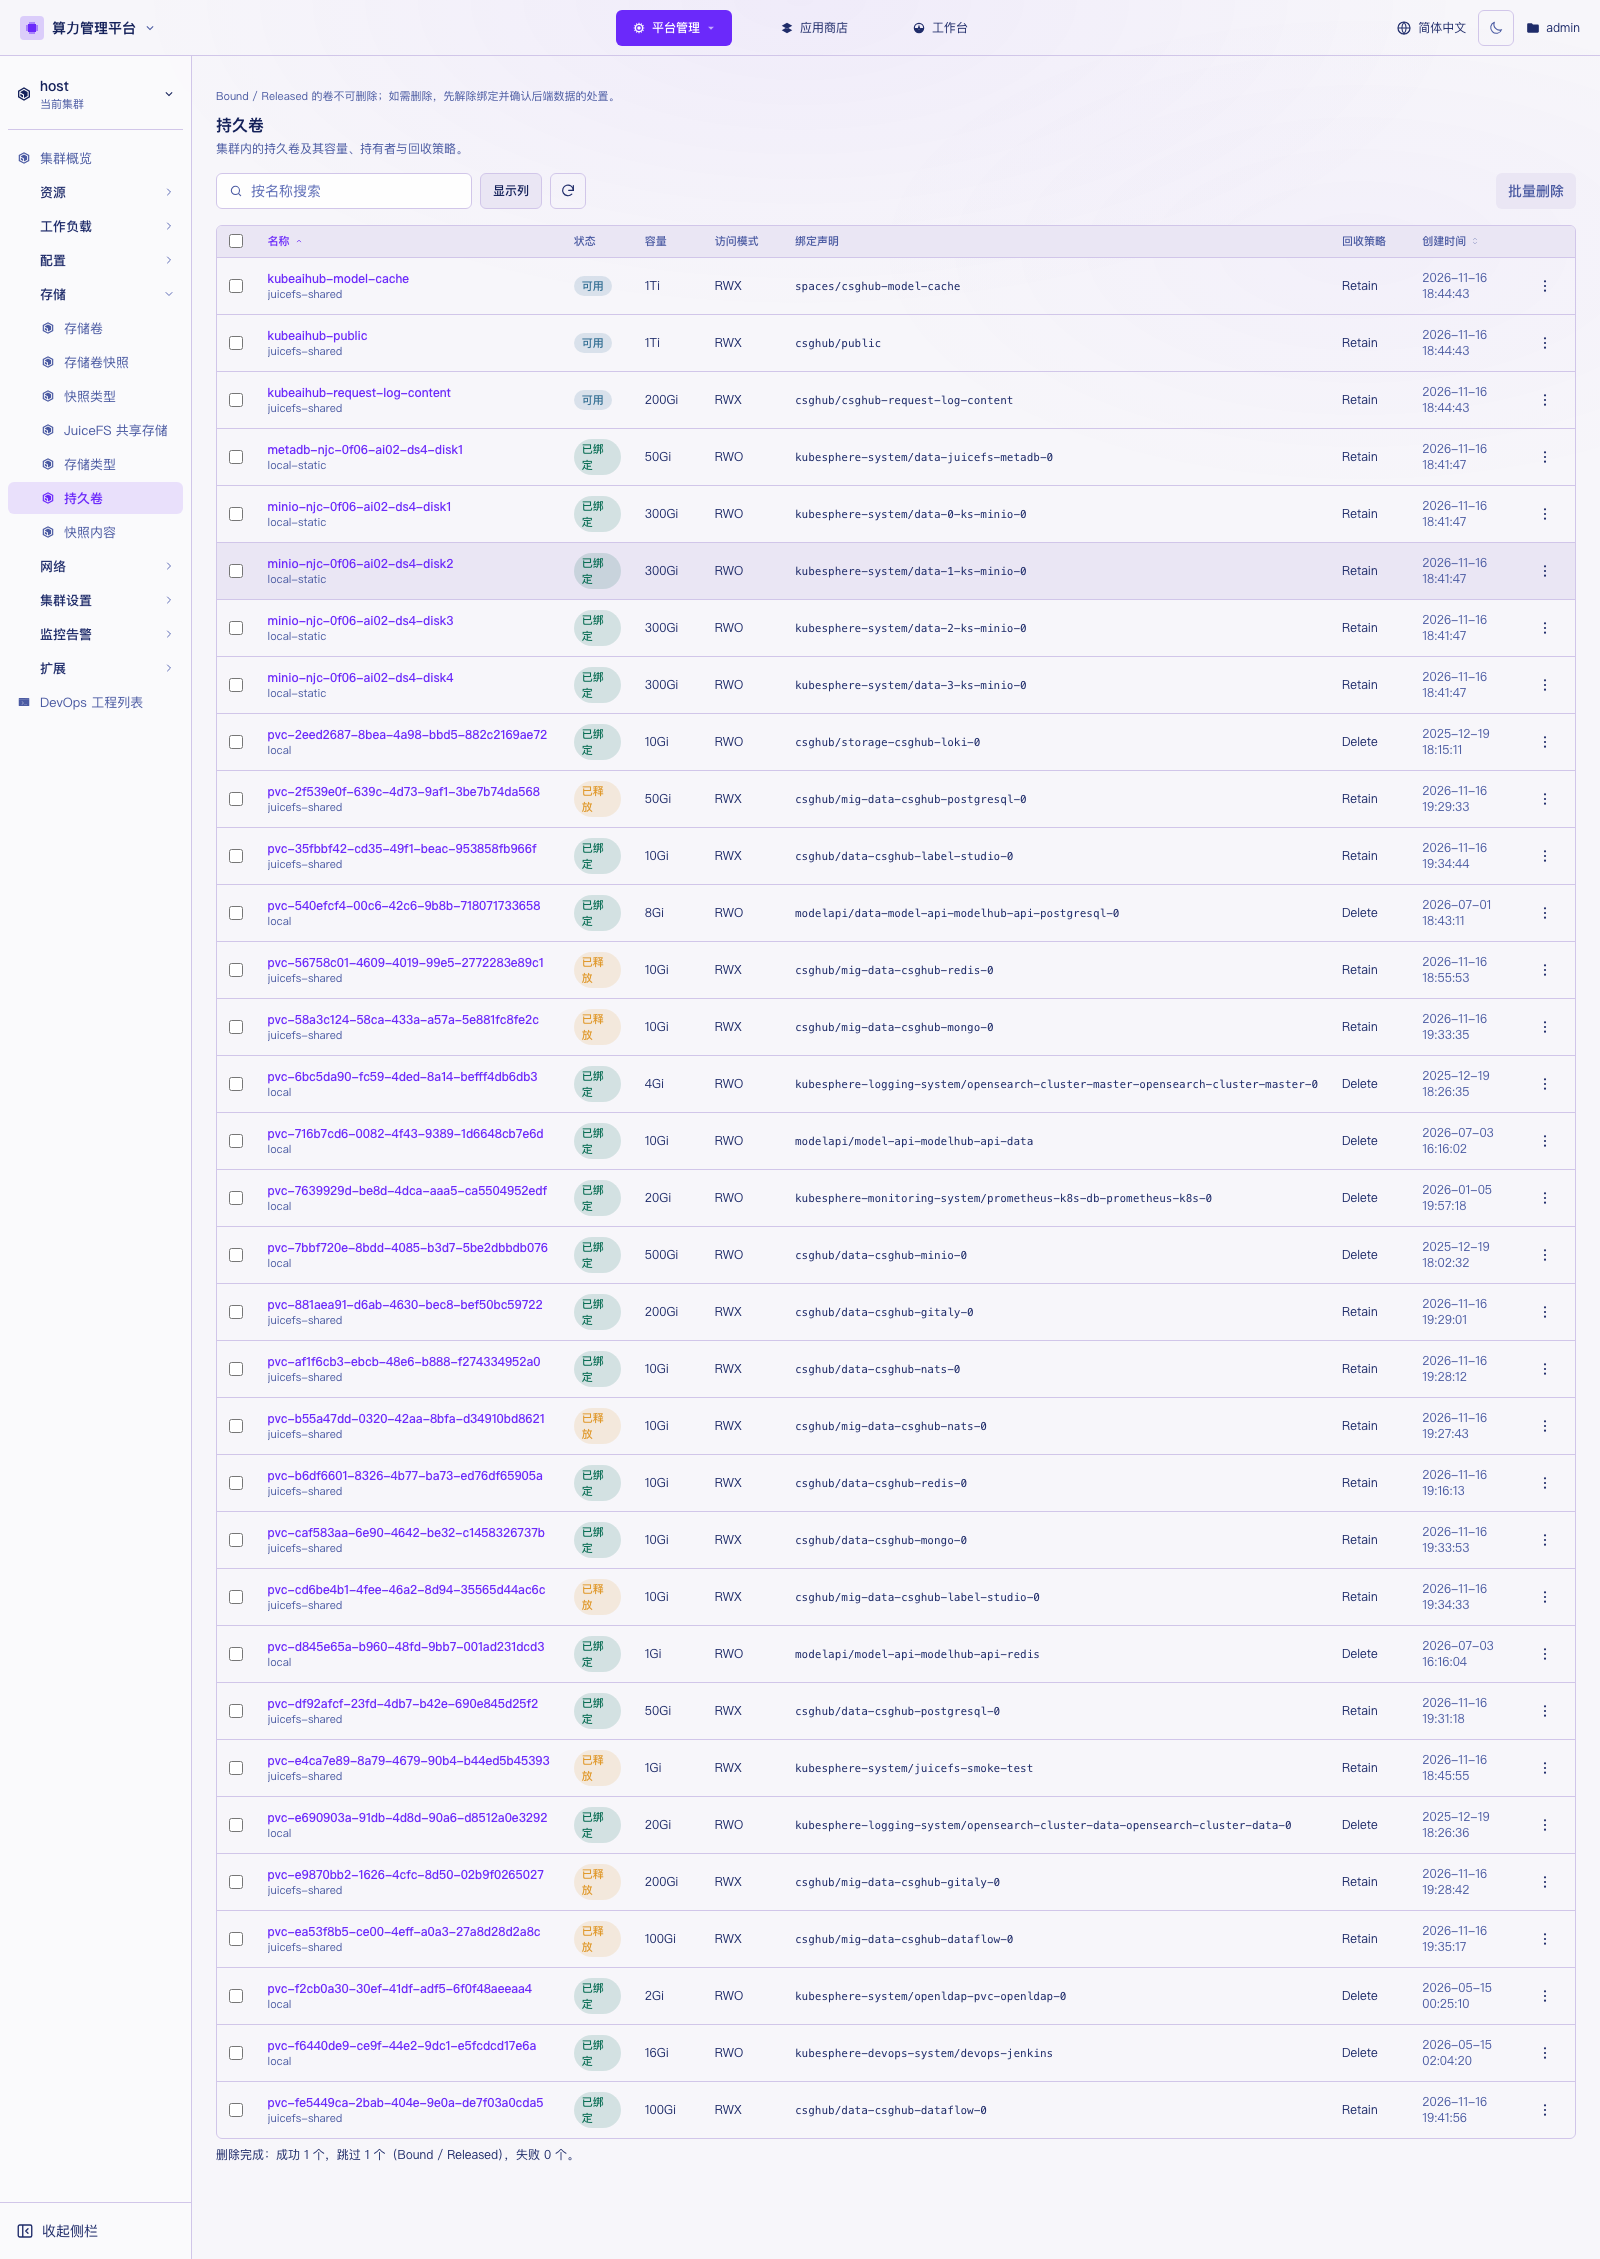 算力管理平台
平台管理
应用商店
工作台
简体中文
admin
host
当前集群
集群概览
资源
工作负载
配置
存储
存储卷
存储卷快照
快照类型
JuiceFS 共享存储
存储类型
持久卷
快照内容
网络
集群设置
监控告警
扩展
DevOps 工程列表
收起侧栏
Bound / Released 的卷不可删除；如需删除，先解除绑定并确认后端数据的处置。
持久卷
集群内的持久卷及其容量、持有者与回收策略。
按名称搜索
显示列
批量删除
名称 状态 容量 访问模式 绑定声明 回收策略 创建时间
kubeaihub-model-cache juicefs-shared 可用 1Ti RWX spaces/csghub-model-cache Retain 2026-11-16 18:44:43
kubeaihub-public juicefs-shared 可用 1Ti RWX csghub/public Retain 2026-11-16 18:44:43
kubeaihub-request-log-content juicefs-shared 可用 200Gi RWX csghub/csghub-request-log-content Retain 2026-11-16 18:44:43
metadb-njc-0f06-ai02-ds4-disk1 local-static 已绑定 50Gi RWO kubesphere-system/data-juicefs-metadb-0 Retain 2026-11-16 18:41:47
minio-njc-0f06-ai02-ds4-disk1 local-static 已绑定 300Gi RWO kubesphere-system/data-0-ks-minio-0 Retain 2026-11-16 18:41:47
minio-njc-0f06-ai02-ds4-disk2 local-static 已绑定 300Gi RWO kubesphere-system/data-1-ks-minio-0 Retain 2026-11-16 18:41:47
minio-njc-0f06-ai02-ds4-disk3 local-static 已绑定 300Gi RWO kubesphere-system/data-2-ks-minio-0 Retain 2026-11-16 18:41:47
minio-njc-0f06-ai02-ds4-disk4 local-static 已绑定 300Gi RWO kubesphere-system/data-3-ks-minio-0 Retain 2026-11-16 18:41:47
pvc-2eed2687-8bea-4a98-bbd5-882c2169ae72 local 已绑定 10Gi RWO csghub/storage-csghub-loki-0 Delete 2025-12-19 18:15:11
pvc-2f539e0f-639c-4d73-9af1-3be7b74da568 juicefs-shared 已释放 50Gi RWX csghub/mig-data-csghub-postgresql-0 Retain 2026-11-16 19:29:33
pvc-35fbbf42-cd35-49f1-beac-953858fb966f juicefs-shared 已绑定 10Gi RWX csghub/data-csghub-label-studio-0 Retain 2026-11-16 19:34:44
pvc-540efcf4-00c6-42c6-9b8b-718071733658 local 已绑定 8Gi RWO modelapi/data-model-api-modelhub-api-postgresql-0 Delete 2026-07-01 18:43:11
pvc-56758c01-4609-4019-99e5-2772283e89c1 juicefs-shared 已释放 10Gi RWX csghub/mig-data-csghub-redis-0 Retain 2026-11-16 18:55:53
pvc-58a3c124-58ca-433a-a57a-5e881fc8fe2c juicefs-shared 已释放 10Gi RWX csghub/mig-data-csghub-mongo-0 Retain 2026-11-16 19:33:35
pvc-6bc5da90-fc59-4ded-8a14-befff4db6db3 local 已绑定 4Gi RWO kubesphere-logging-system/opensearch-cluster-master-opensearch-cluster-master-0 Delete 2025-12-19 18:26:35
pvc-716b7cd6-0082-4f43-9389-1d6648cb7e6d local 已绑定 10Gi RWO modelapi/model-api-modelhub-api-data Delete 2026-07-03 16:16:02
pvc-7639929d-be8d-4dca-aaa5-ca5504952edf local 已绑定 20Gi RWO kubesphere-monitoring-system/prometheus-k8s-db-prometheus-k8s-0 Delete 2026-01-05 19:57:18
pvc-7bbf720e-8bdd-4085-b3d7-5be2dbbdb076 local 已绑定 500Gi RWO csghub/data-csghub-minio-0 Delete 2025-12-19 18:02:32
pvc-881aea91-d6ab-4630-bec8-bef50bc59722 juicefs-shared 已绑定 200Gi RWX csghub/data-csghub-gitaly-0 Retain 2026-11-16 19:29:01
pvc-af1f6cb3-ebcb-48e6-b888-f274334952a0 juicefs-shared 已绑定 10Gi RWX csghub/data-csghub-nats-0 Retain 2026-11-16 19:28:12
pvc-b55a47dd-0320-42aa-8bfa-d34910bd8621 juicefs-shared 已释放 10Gi RWX csghub/mig-data-csghub-nats-0 Retain 2026-11-16 19:27:43
pvc-b6df6601-8326-4b77-ba73-ed76df65905a juicefs-shared 已绑定 10Gi RWX csghub/data-csghub-redis-0 Retain 2026-11-16 19:16:13
pvc-caf583aa-6e90-4642-be32-c1458326737b juicefs-shared 已绑定 10Gi RWX csghub/data-csghub-mongo-0 Retain 2026-11-16 19:33:53
pvc-cd6be4b1-4fee-46a2-8d94-35565d44ac6c juicefs-shared 已释放 10Gi RWX csghub/mig-data-csghub-label-studio-0 Retain 2026-11-16 19:34:33
pvc-d845e65a-b960-48fd-9bb7-001ad231dcd3 local 已绑定 1Gi RWO modelapi/model-api-modelhub-api-redis Delete 2026-07-03 16:16:04
pvc-df92afcf-23fd-4db7-b42e-690e845d25f2 juicefs-shared 已绑定 50Gi RWX csghub/data-csghub-postgresql-0 Retain 2026-11-16 19:31:18
pvc-e4ca7e89-8a79-4679-90b4-b44ed5b45393 juicefs-shared 已释放 1Gi RWX kubesphere-system/juicefs-smoke-test Retain 2026-11-16 18:45:55
pvc-e690903a-91db-4d8d-90a6-d8512a0e3292 local 已绑定 20Gi RWO kubesphere-logging-system/opensearch-cluster-data-opensearch-cluster-data-0 Delete 2025-12-19 18:26:36
pvc-e9870bb2-1626-4cfc-8d50-02b9f0265027 juicefs-shared 已释放 200Gi RWX csghub/mig-data-csghub-gitaly-0 Retain 2026-11-16 19:28:42
pvc-ea53f8b5-ce00-4eff-a0a3-27a8d28d2a8c juicefs-shared 已释放 100Gi RWX csghub/mig-data-csghub-dataflow-0 Retain 2026-11-16 19:35:17
pvc-f2cb0a30-30ef-41df-adf5-6f0f48aeeaa4 local 已绑定 2Gi RWO kubesphere-system/openldap-pvc-openldap-0 Delete 2026-05-15 00:25:10
pvc-f6440de9-ce9f-44e2-9dc1-e5fcdcd17e6a local 已绑定 16Gi RWO kubesphere-devops-system/devops-jenkins Delete 2026-05-15 02:04:20
pvc-fe5449ca-2bab-404e-9e0a-de7f03a0cda5 juicefs-shared 已绑定 100Gi RWX csghub/data-csghub-dataflow-0 Retain 2026-11-16 19:41:56
删除完成：成功 1 个，跳过 1 个（Bound / Released），失败 0 个。